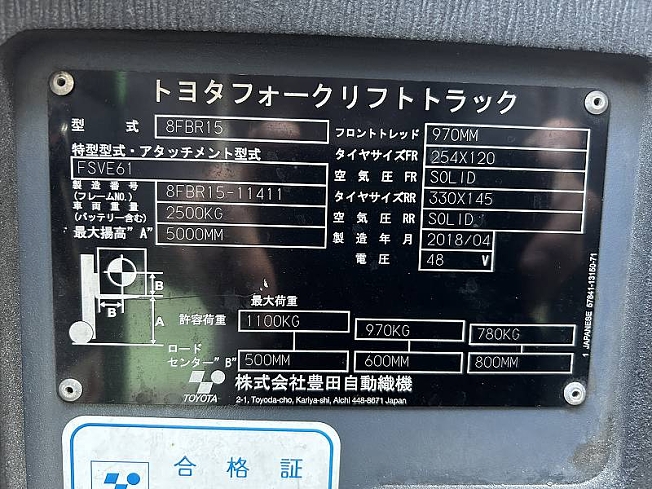 トヨタフォークリフトトラック
型式 8FBR15
特型型式・アタッチメント型式
FSVE61
製造番号
(フレームNO.) 8FBR15-11411
車両重量
(バッテリー含む) 2500KG
最大揚高"A" 5000MM
フロントトレッド 970MM
タイヤサイズFR 254X120
空気圧FR SOLID
タイヤサイズRR 330X145
空気圧RR SOLID
製造年月 2018/04
電圧 48 V
B
B
A
最大荷重
許容荷重 1100KG 970KG 780KG
ロード
センター"B" 500MM 600MM 800MM
TOYOTA
株式会社豊田自動織機
2-1, Toyoda-cho, Kariya-shi, Aichi 448-8671 Japan
1 JAPANESE 57841-13150-71
合格証